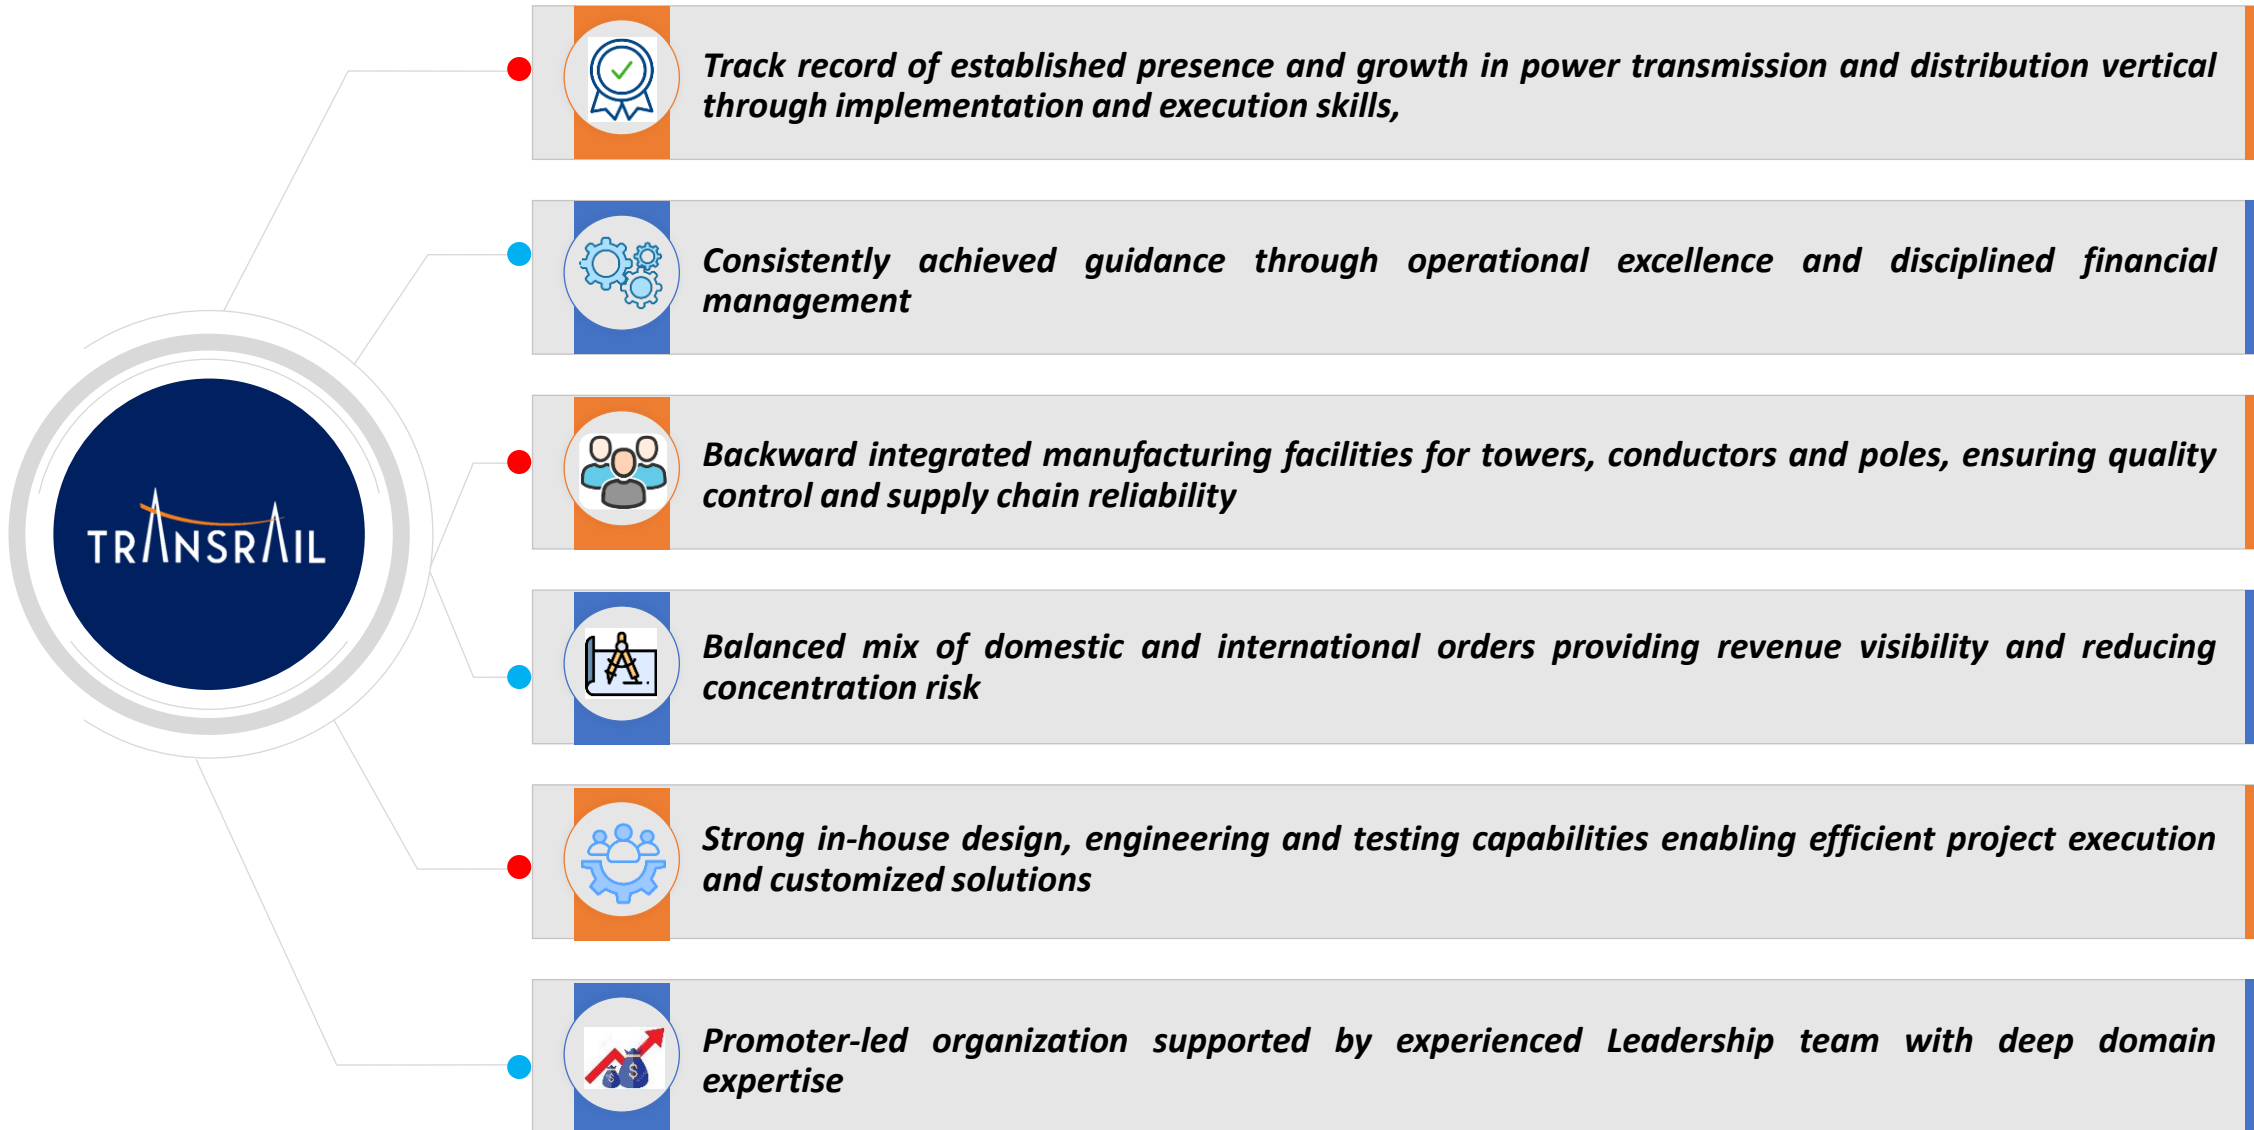 TRANSRAIL
Track record of established presence and growth in power transmission and distribution vertical
through implementation and execution skills,
Consistently achieved guidance through operational excellence and disciplined financial
management
Backward integrated manufacturing facilities for towers, conductors and poles, ensuring quality
control and supply chain reliability
Balanced mix of domestic and international orders providing revenue visibility and reducing
concentration risk
Strong in-house design, engineering and testing capabilities enabling efficient project execution
and customized solutions
Promoter-led organization supported by experienced Leadership team with deep domain
expertise